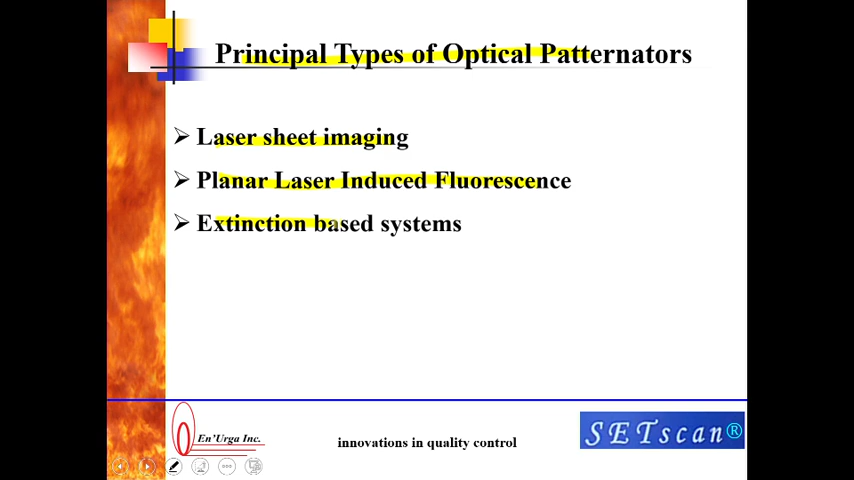 Principal Types of Optical Patternators
Laser sheet imaging
Planar Laser Induced Fluorescence
Extinction based systems
En'Urga Inc.
innovations in quality control
SETscan®